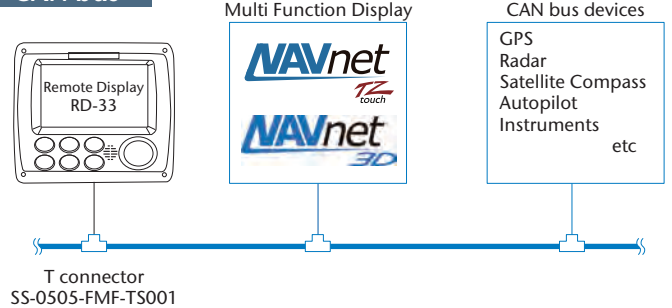 CAN bus
Multi Function Display
CAN bus devices
Remote Display
RD-33
NAVnet
TZ
touch
NAVnet
3D
GPS
Radar
Satellite Compass
Autopilot
Instruments
etc
T connector
SS-0505-FMF-TS001